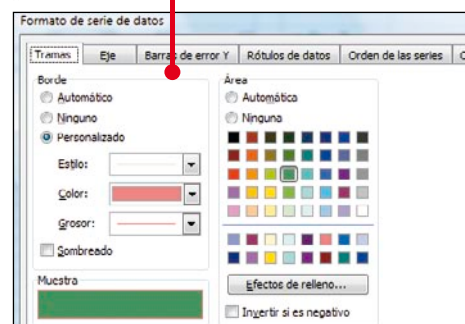 Formato de serie de datos
Tramas Eje Barras de error Y Rótulos de datos Orden de las series
Borde
Automático
Ninguno
Personalizado
Estilo:
Color:
Grosor:
Sombreado
Muestra
Área
Automática
Ninguna
Efectos de relleno...
Invertir si es negativo